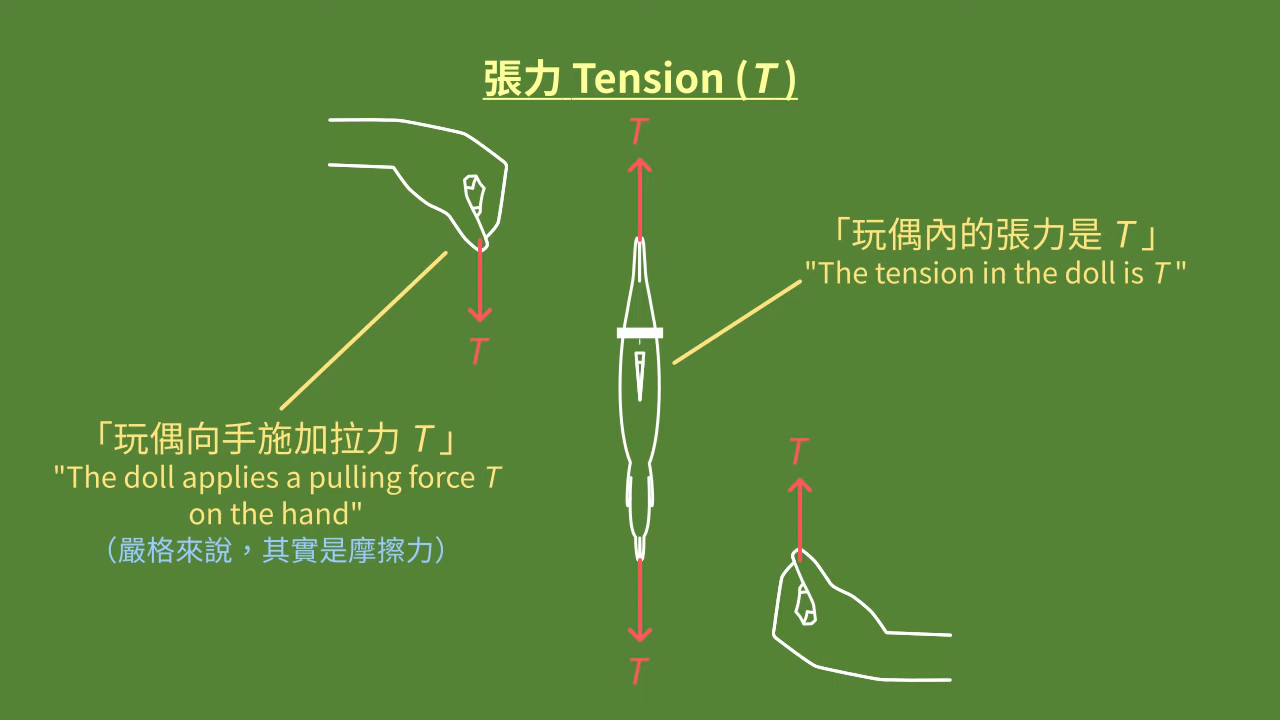 張力 Tension (T)
T
T
「玩偶內的張力是 T」
"The tension in the doll is T"
「玩偶向手施加拉力 T」
"The doll applies a pulling force T
on the hand"
（嚴格來說，其實是摩擦力）
T
T